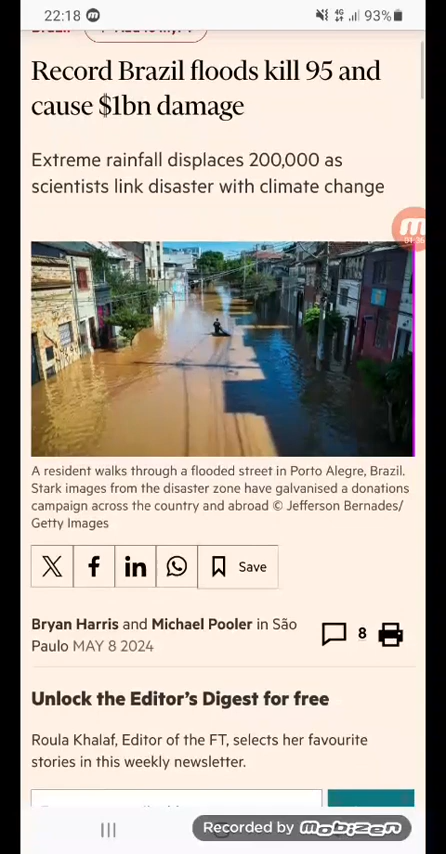 22:18 m 4G 93%
Record Brazil floods kill 95 and
cause $1bn damage
Extreme rainfall displaces 200,000 as
scientists link disaster with climate change
A resident walks through a flooded street in Porto Alegre, Brazil.
Stark images from the disaster zone have galvanised a donations
campaign across the country and abroad © Jefferson Bernades/
Getty Images
X f in Save
Bryan Harris and Michael Pooler in São
Paulo MAY 8 2024
8
Unlock the Editor’s Digest for free
Roula Khalaf, Editor of the FT, selects her favourite
stories in this weekly newsletter.
Recorded by mobizen